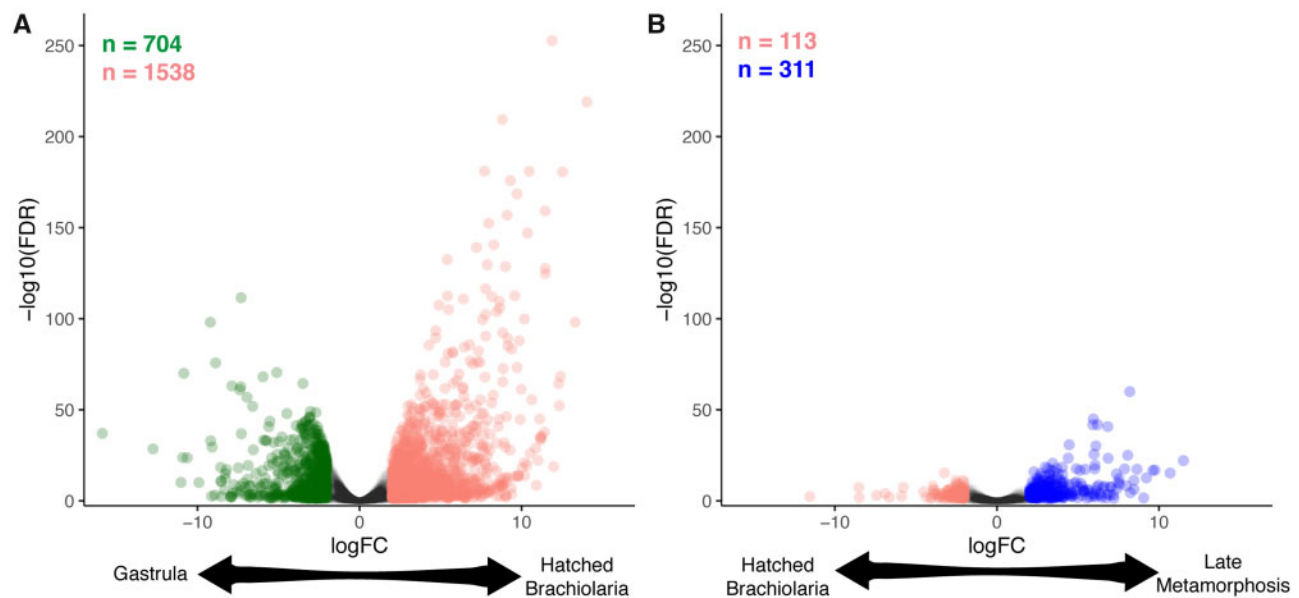 A
n = 704
n = 1538
250
200
150
100
50
0
−log10(FDR)
−10
0
10
logFC
Gastrula
Hatched
Brachiolaria
B
n = 113
n = 311
250
200
150
100
50
0
−log10(FDR)
−10
0
10
logFC
Hatched
Brachiolaria
Late
Metamorphosis